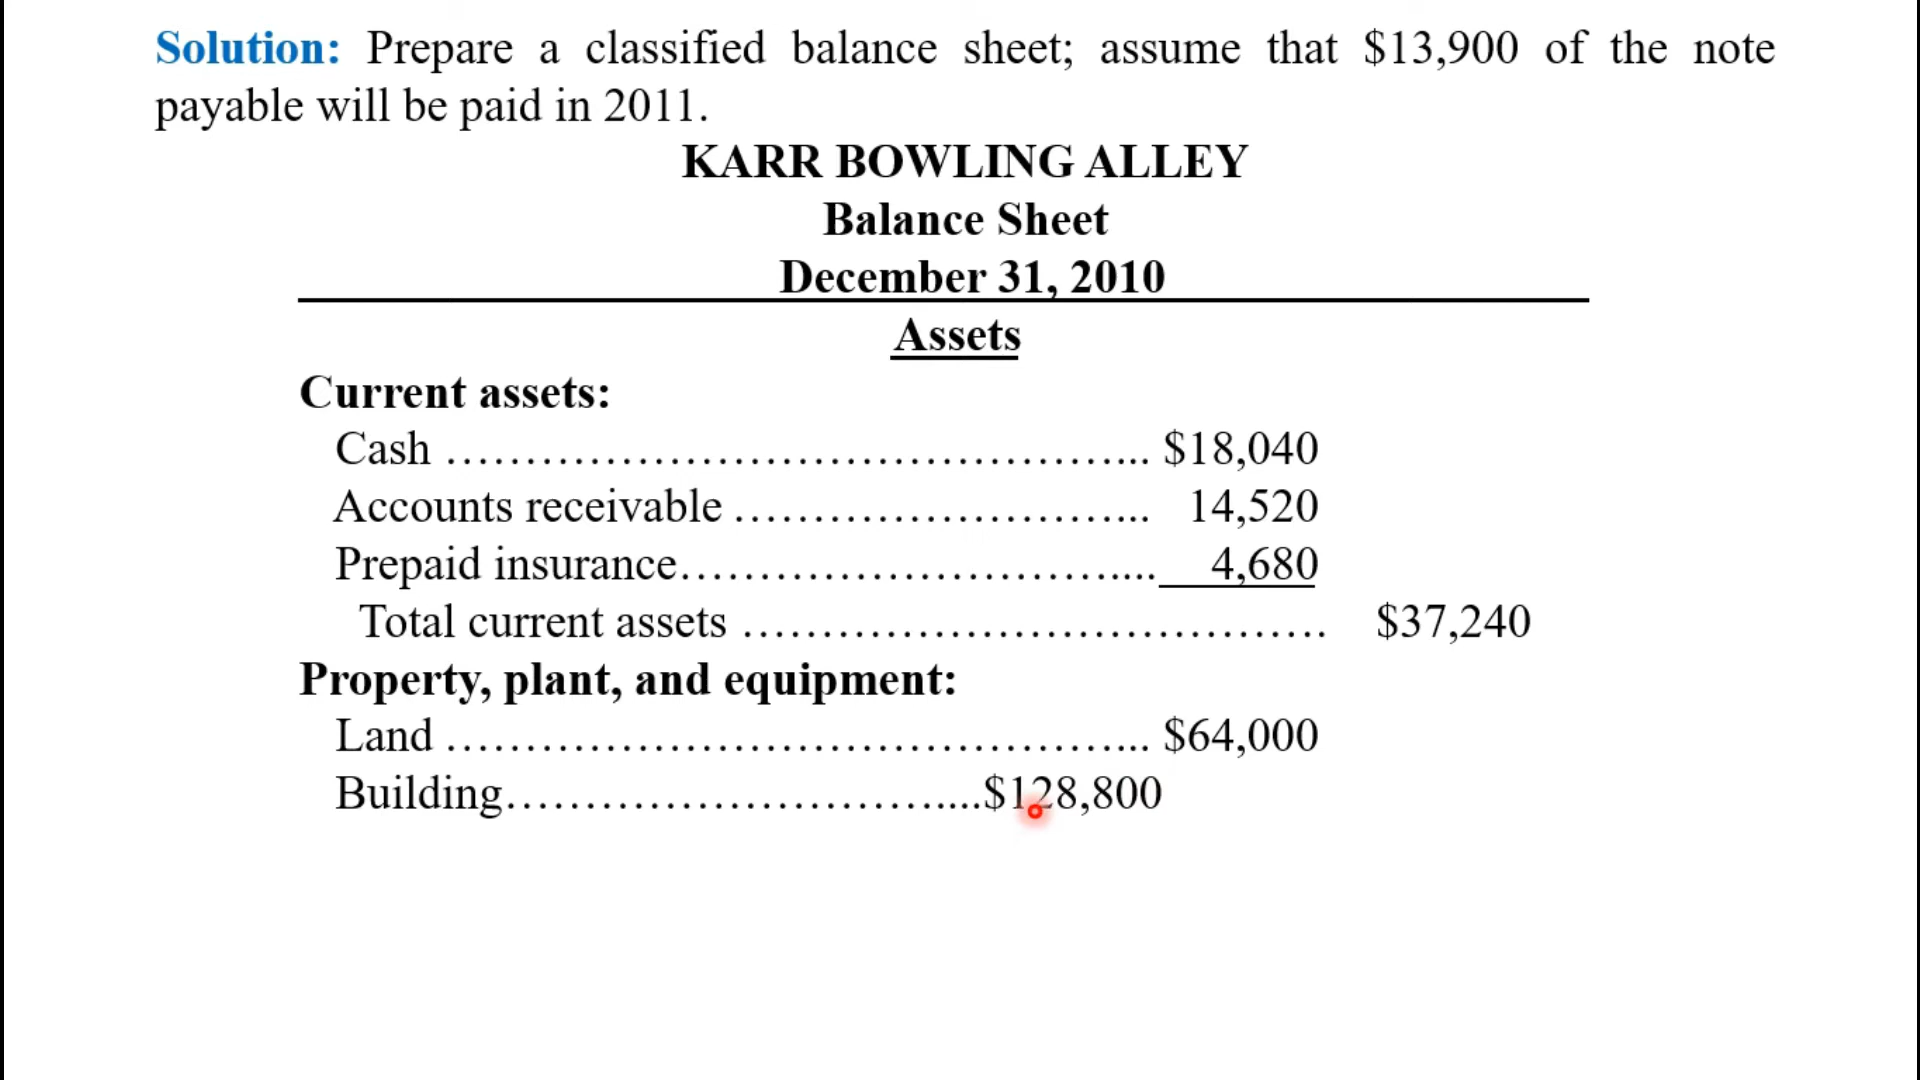 Solution: Prepare a classified balance sheet; assume that $13,900 of the note
payable will be paid in 2011.
KARR BOWLING ALLEY
Balance Sheet
December 31, 2010
Assets
Current assets:
Cash ………………………………………... $18,040
Accounts receivable ……………………... 14,520
Prepaid insurance……………………….... 4,680
Total current assets ………………………………. $37,240
Property, plant, and equipment:
Land ………………………………………... $64,000
Building………………………....$128,800